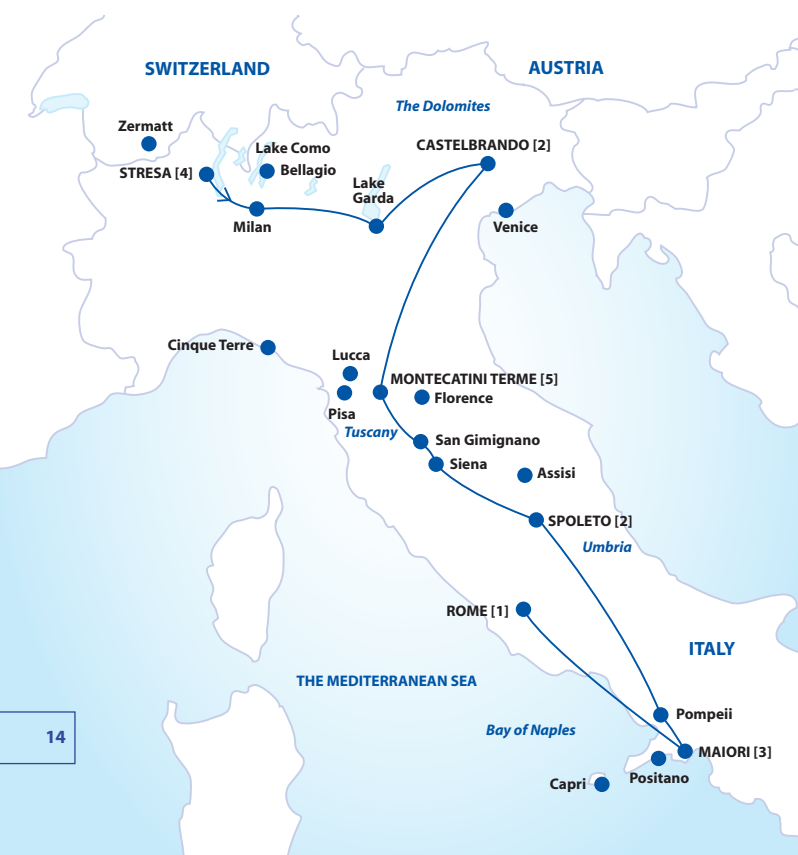 SWITZERLAND
AUSTRIA
The Dolomites
Zermatt
Lake Como
CASTELBRANDO [2]
STRESA [4]
Bellagio
Lake
Garda
Milan
Venice
Cinque Terre
Lucca
MONTECATINI TERME [5]
Florence
Pisa
Tuscany
San Gimignano
Siena
Assisi
SPOLETO [2]
Umbria
ROME [1]
ITALY
THE MEDITERRANEAN SEA
Pompeii
Bay of Naples
14
MAIORI [3]
Positano
Capri